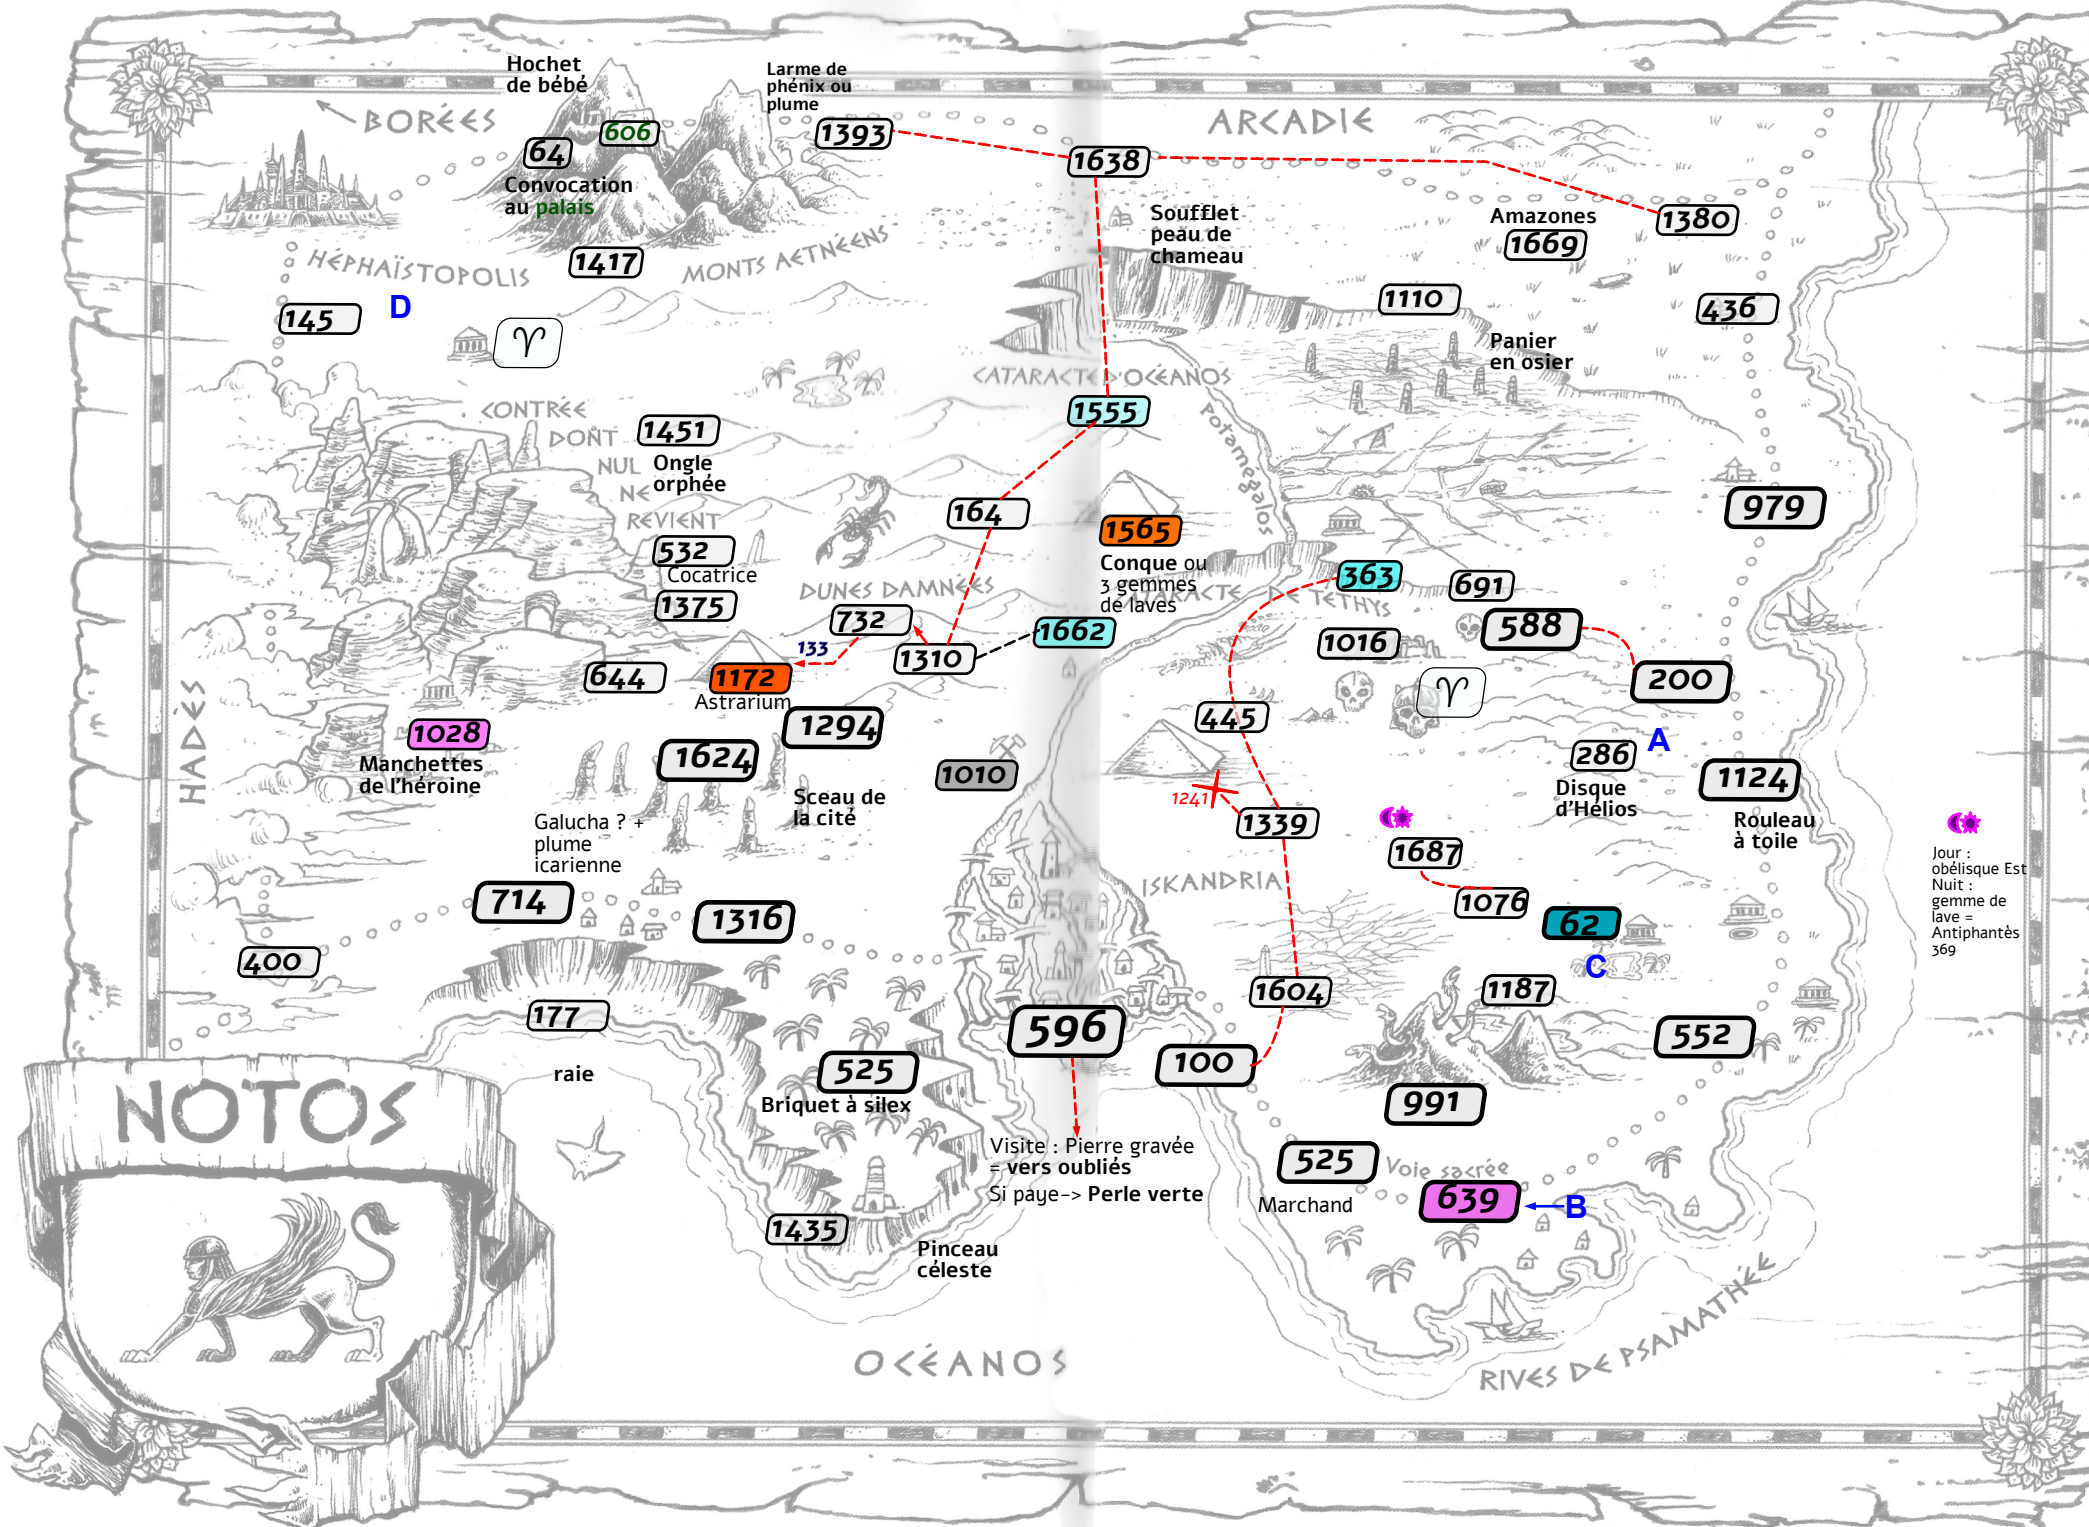 Hochet
de bébé
Larme de
phénix ou
plume
BORÉES
606
64
1393
ARCADIE
1638
Convocation
au palais
Soufflet
peau de
chameau
Amazones
1669
1380
1417
HÉPHAÏSTOPOLIS
MONTS AETNÉENS
145
D
♈
1110
436
Panier
en osier
CATARACTE D'OCÉANOS
1555
Potamégalos
CONTRÉE
DONT
NUL
NE
REVIENT
1451
Ongle
orphée
164
1565
Conque ou
3 gemmes
de laves
979
532
Cocatrice
1375
DUNES DAMNÉES
CATARACTE DE TÉTHYS
363
691
732
133
1310
1662
1016
588
644
1172
Astrarium
200
♈
HADÈS
1028
Manchettes
de l'héroine
1294
1624
445
A
286
Disque
d'Hélios
1124
Rouleau
à toile
1010
Sceau de
la cité
1241
1339
Galucha ? +
plume
icarienne
1687
Jour :
obélisque Est
Nuit :
gemme de
lave =
Antiphantès
369
ISKANDRIA
714
1316
1076
62
C
400
177
1604
1187
596
100
552
raie
525
Briquet à silex
991
NOTOS
Visite : Pierre gravée
= vers oubliés
Si paye-> Perle verte
525
Marchand
Voie sacrée
639
B
1435
Pinceau
céleste
OCÉANOS
RIVES DE PSAMATHÉE